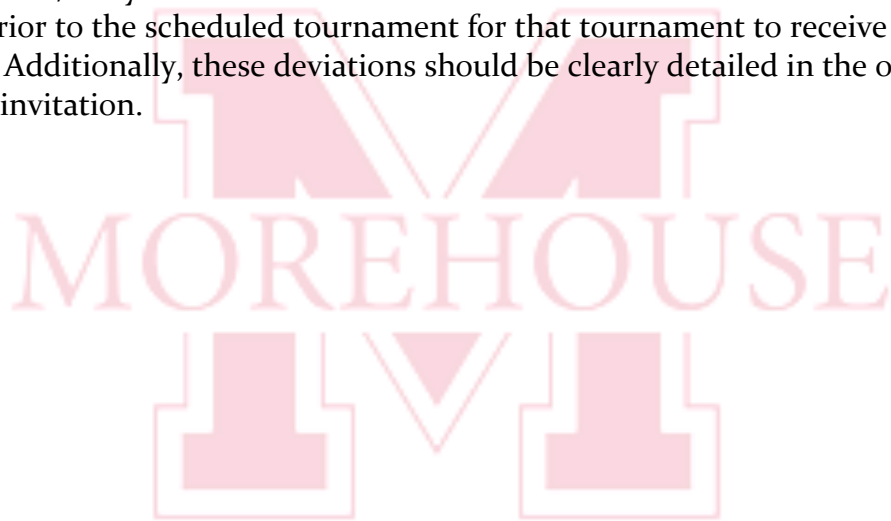 rior to the scheduled tournament for that tournament to receive
Additionally, these deviations should be clearly detailed in the o
invitation.
MOREHOUSE